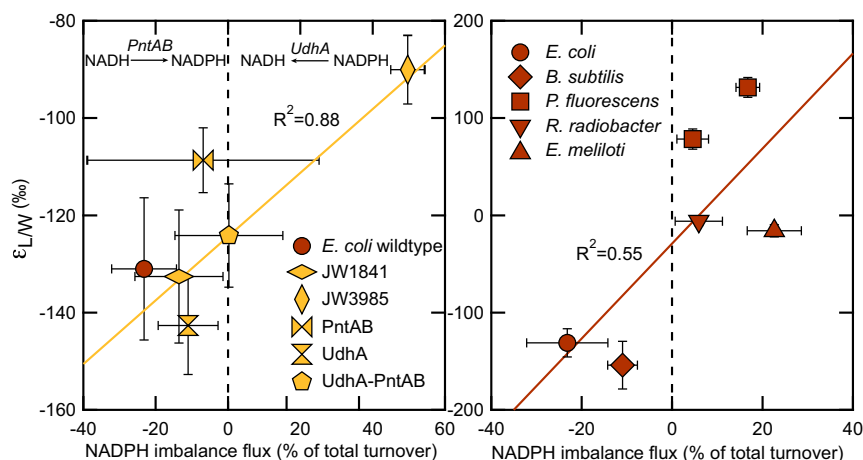 -80
-100
-120
-140
-160
-40
-20
0
20
40
60
ε L/W (‰)
NADPH imbalance flux (% of total turnover)
PntAB
NADH NADPH
UdhA
NADH NADPH
R²=0.88
E. coli wildtype
JW1841
JW3985
PntAB
UdhA
UdhA-PntAB
200
100
0
-100
-200
-40
-20
0
20
40
NADPH imbalance flux (% of total turnover)
E. coli
B. subtilis
P. fluorescens
R. radiobacter
E. meliloti
R²=0.55